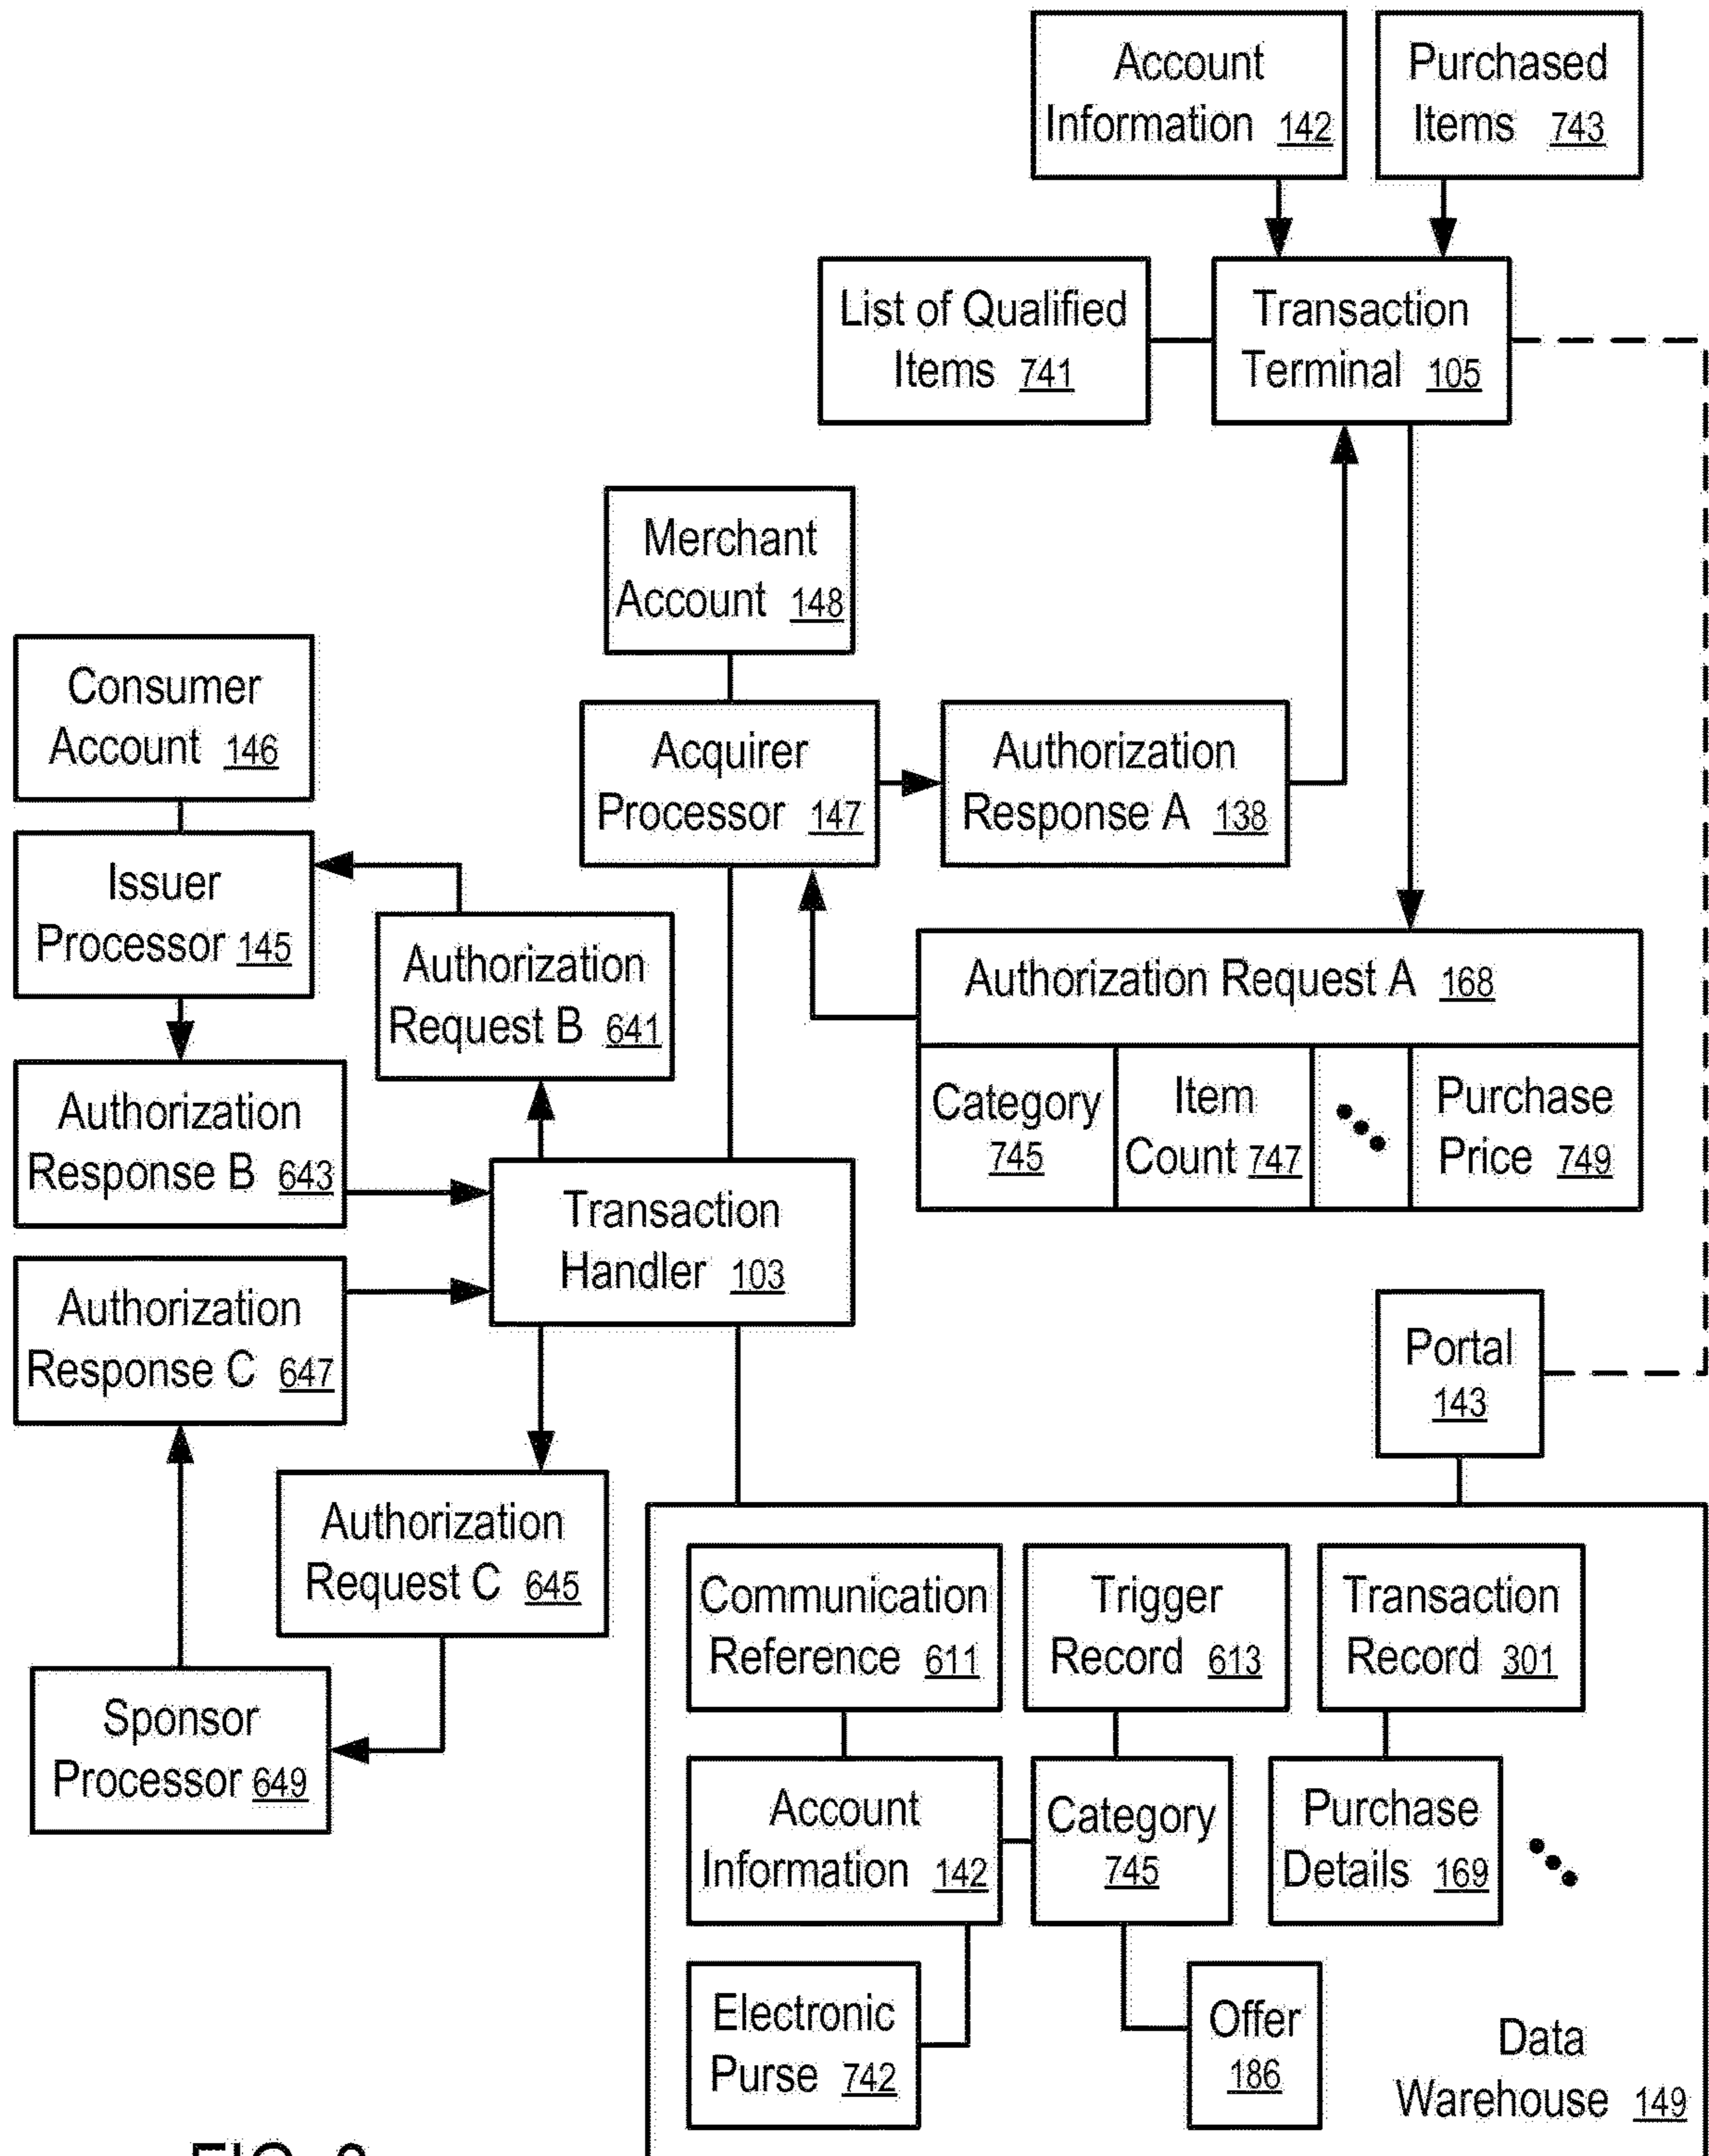 Account
Information 142
Purchased
Items 743
List of Qualified
Items 741
Transaction
Terminal 105
Merchant
Account 148
Consumer
Account 146
Acquirer
Processor 147
Authorization
Response A 138
Issuer
Processor 145
Authorization
Request B 641
Authorization Request A 168
Category
745
Item
Count 747
Purchase
Price 749
Authorization
Response B 643
Transaction
Handler 103
Authorization
Response C 647
Portal
143
Authorization
Request C 645
Sponsor
Processor 649
Communication
Reference 611
Trigger
Record 613
Transaction
Record 301
Account
Information 142
Category
745
Purchase
Details 169
Electronic
Purse 742
Offer
186
Data
Warehouse 149